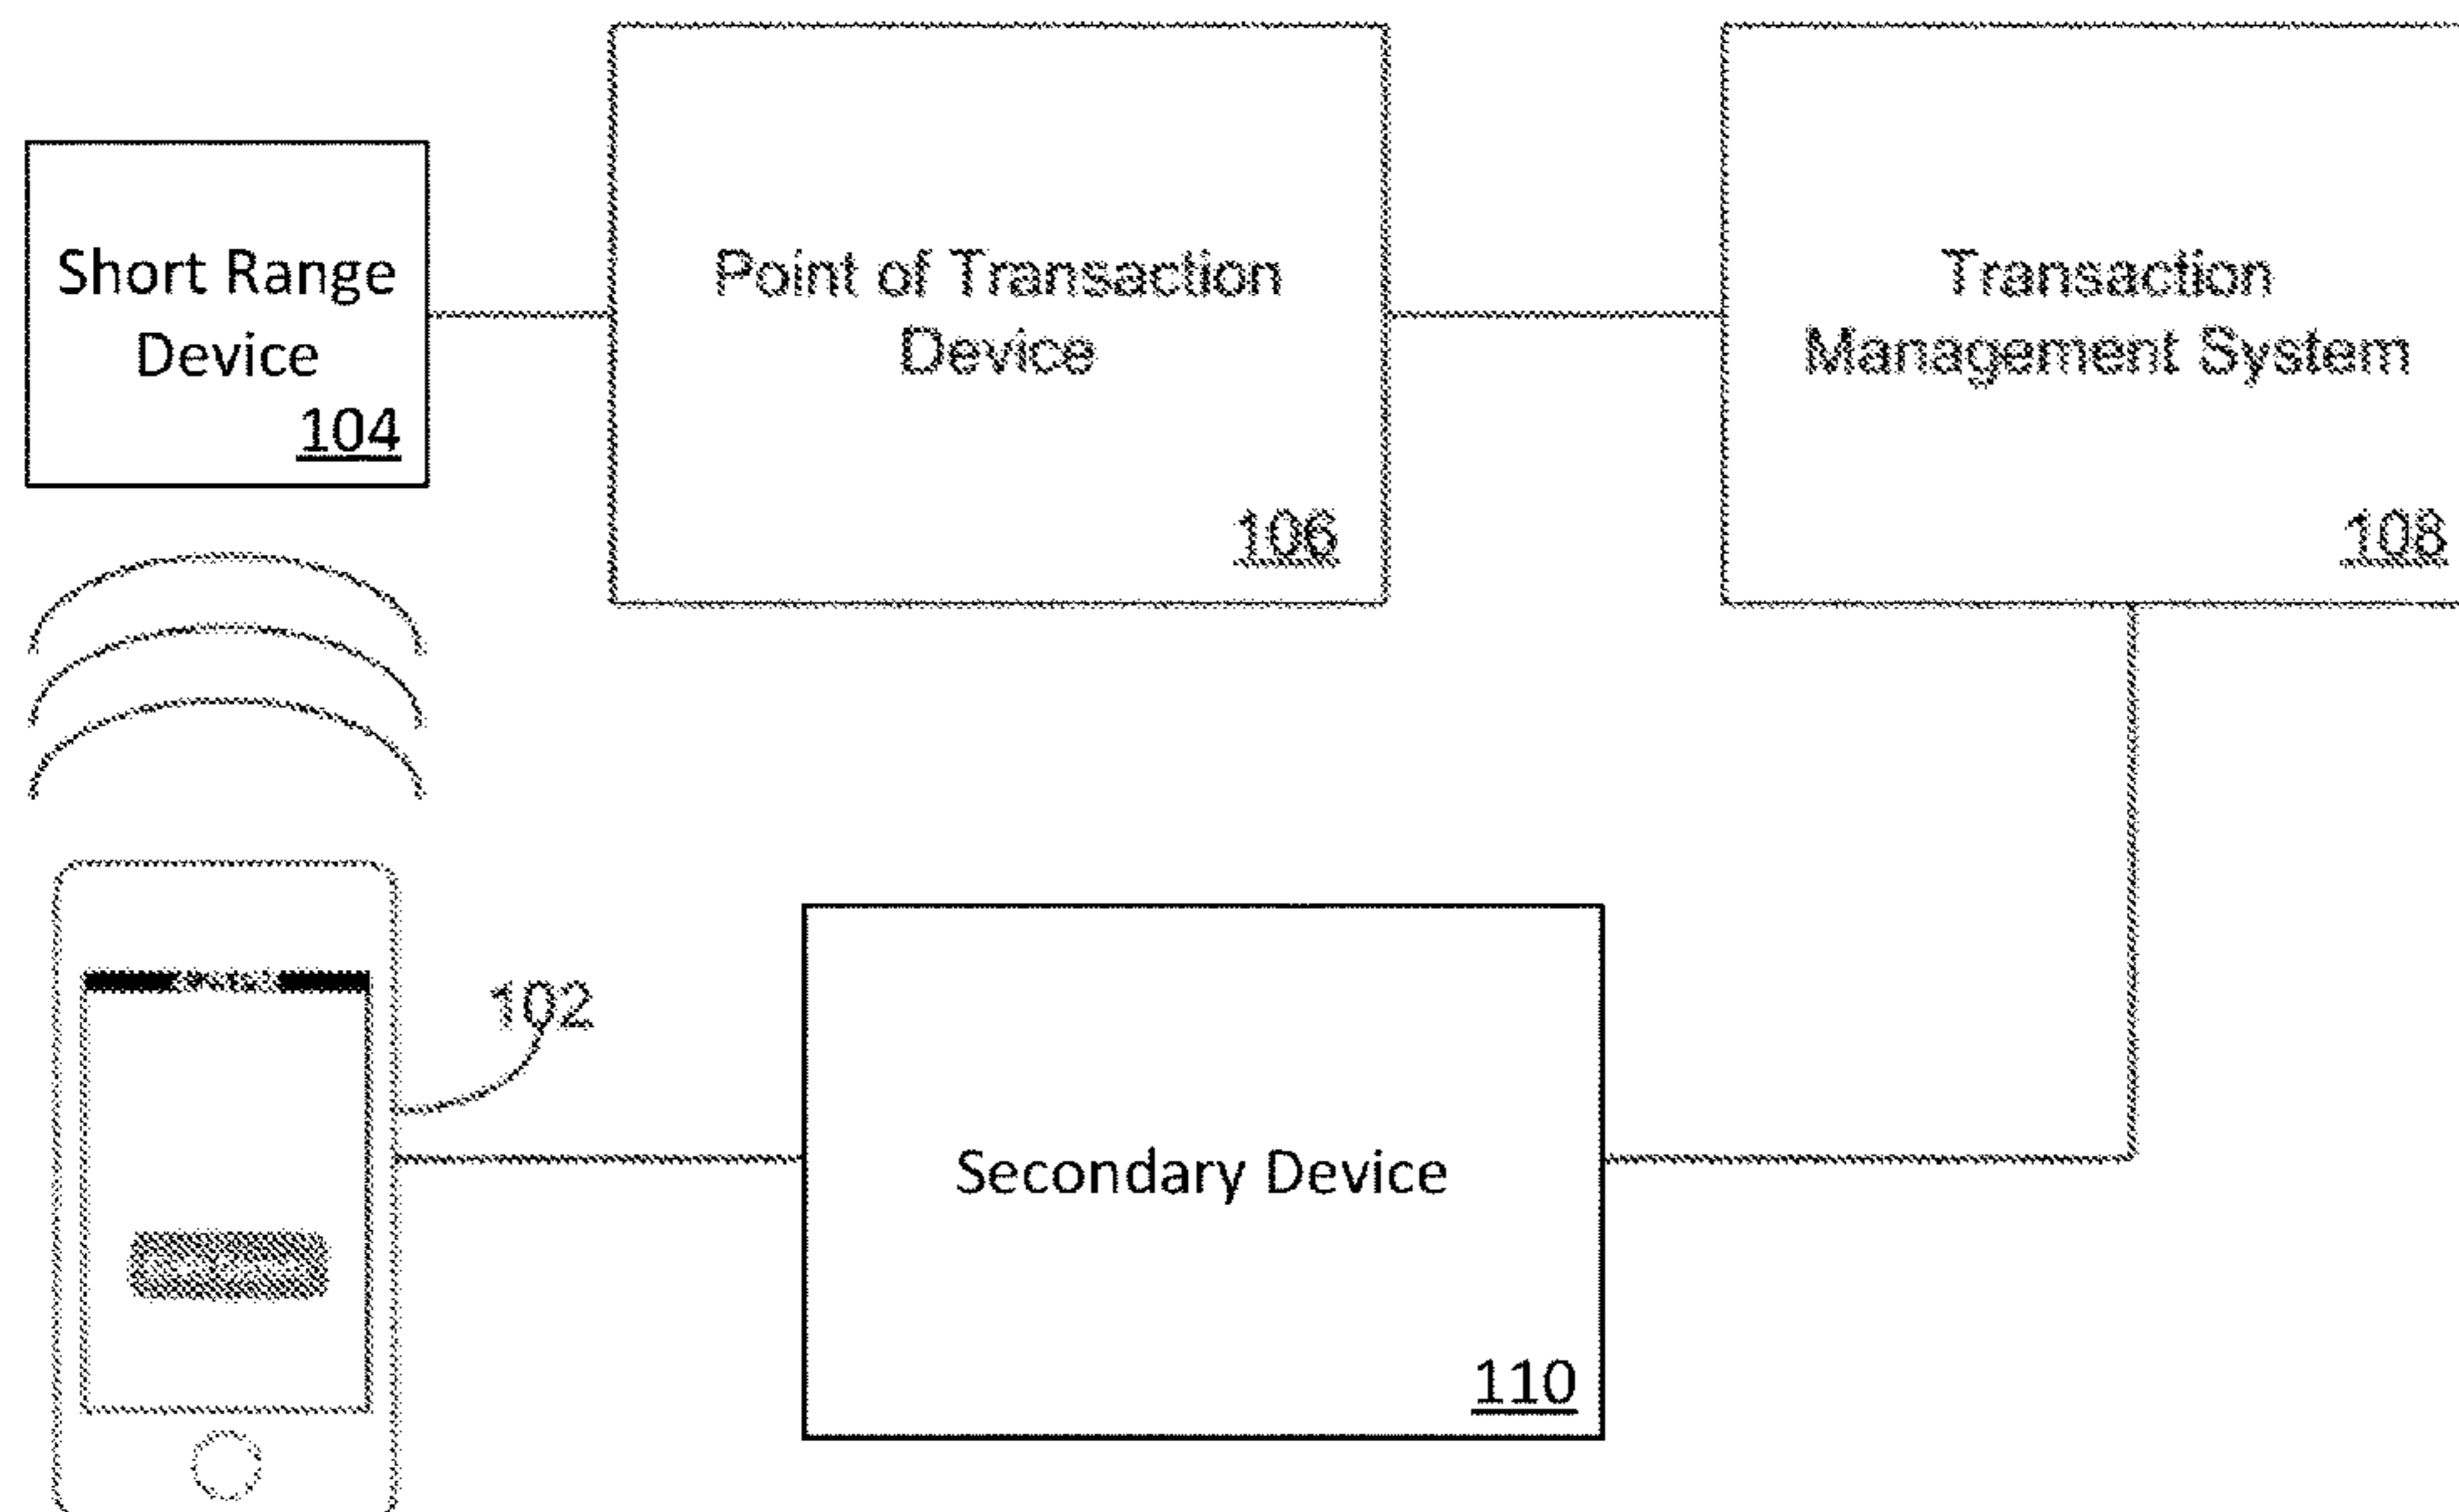 Short Range
Device
104
Point of Transaction
Device
106
Transaction
Management System
108
102
Secondary Device
110